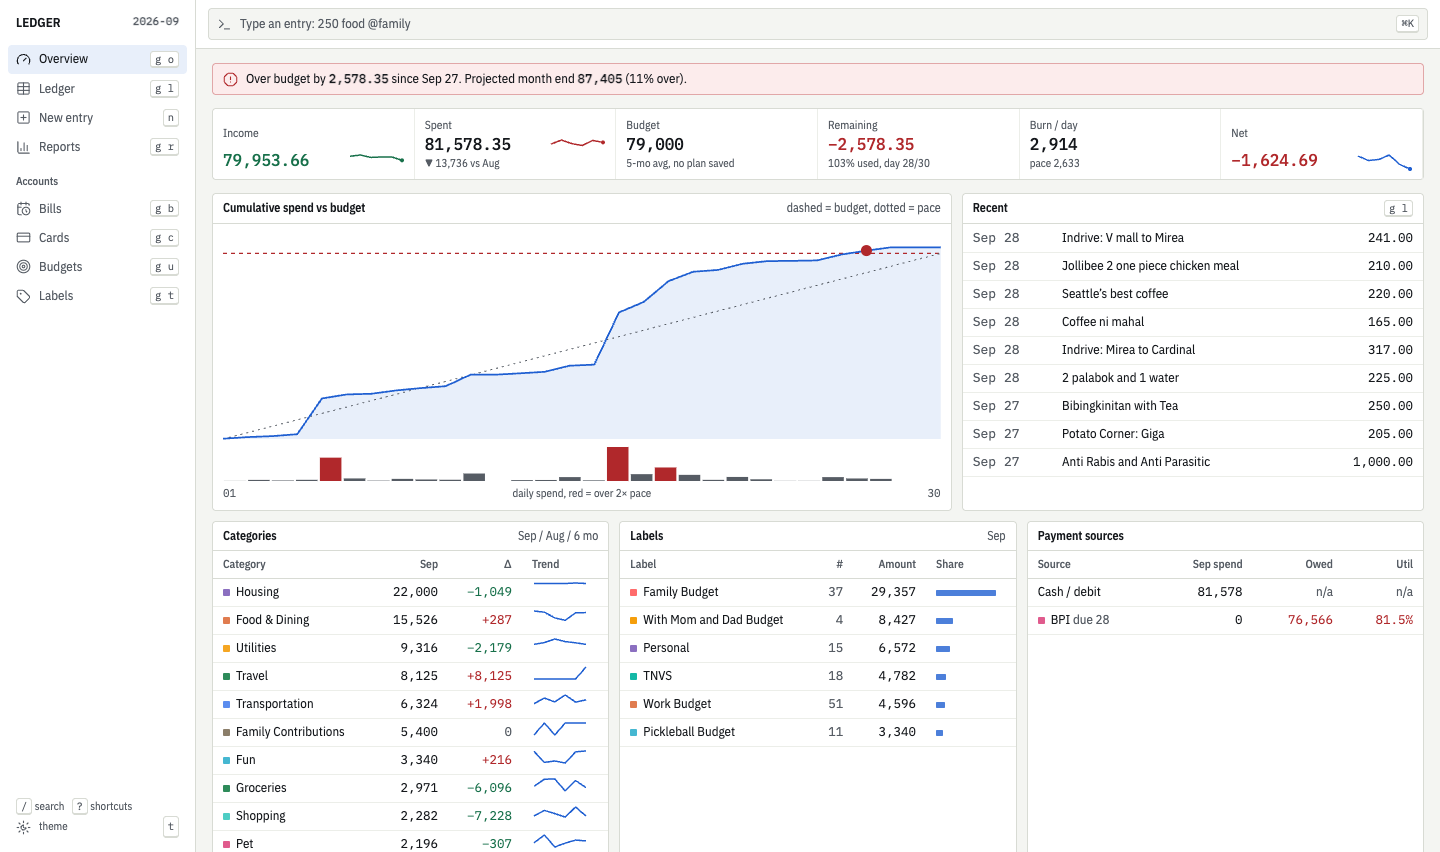 LEDGER 2026-09
Overview g o
Ledger g l
New entry n
Reports g r
Accounts
Bills g b
Cards g c
Budgets g u
Labels g t
/ search ? shortcuts
theme t
Type an entry: 250 food @family ⌘K
Over budget by 2,578.35 since Sep 27. Projected month end 87,405 (11% over).
Income
79,953.66
Spent
81,578.35
▼ 13,736 vs Aug
Budget
79,000
5-mo avg, no plan saved
Remaining
−2,578.35
103% used, day 28/30
Burn / day
2,914
pace 2,633
Net
−1,624.69
Cumulative spend vs budget dashed = budget, dotted = pace
01 daily spend, red = over 2× pace 30
Recent g l
Sep 28 Indrive: V mall to Mirea 241.00
Sep 28 Jollibee 2 one piece chicken meal 210.00
Sep 28 Seattle’s best coffee 220.00
Sep 28 Coffee ni mahal 165.00
Sep 28 Indrive: Mirea to Cardinal 317.00
Sep 28 2 palabok and 1 water 225.00
Sep 27 Bibingkinitan with Tea 250.00
Sep 27 Potato Corner: Giga 205.00
Sep 27 Anti Rabis and Anti Parasitic 1,000.00
Categories Sep / Aug / 6 mo
Category Sep Δ Trend
Housing 22,000 −1,049
Food & Dining 15,526 +287
Utilities 9,316 −2,179
Travel 8,125 +8,125
Transportation 6,324 +1,998
Family Contributions 5,400 0
Fun 3,340 +216
Groceries 2,971 −6,096
Shopping 2,282 −7,228
Pet 2,196 −307
Labels Sep
Label # Amount Share
Family Budget 37 29,357
With Mom and Dad Budget 4 8,427
Personal 15 6,572
TNVS 18 4,782
Work Budget 51 4,596
Pickleball Budget 11 3,340
Payment sources
Source Sep spend Owed Util
Cash / debit 81,578 n/a n/a
BPI due 28 0 76,566 81.5%